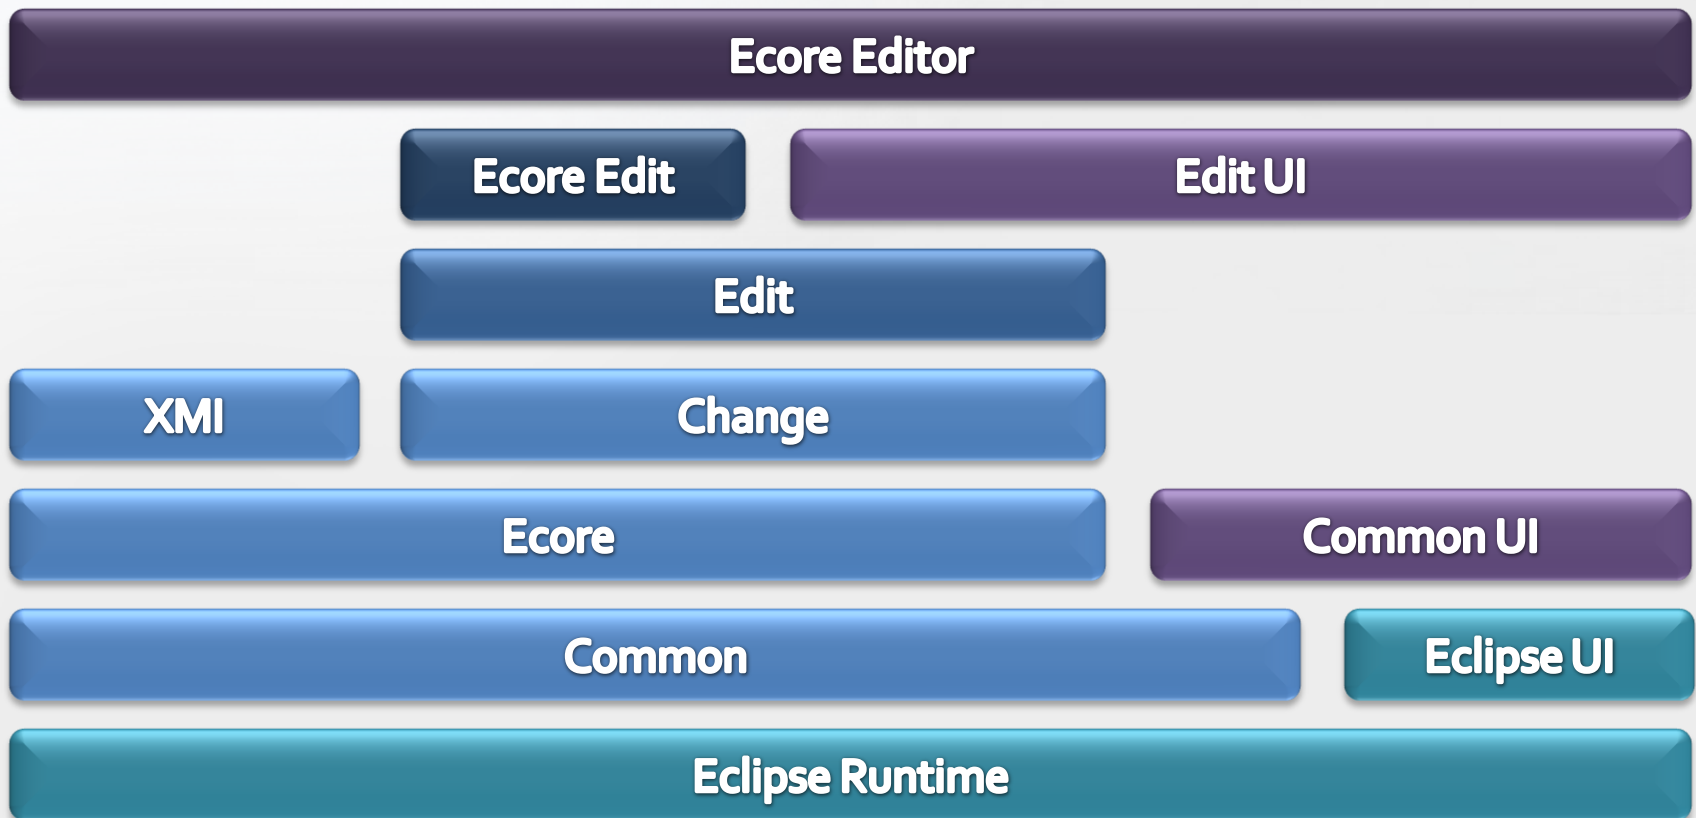 Ecore Editor
Ecore Edit
Edit UI
Edit
XMI
Change
Ecore
Common UI
Common
Eclipse UI
Eclipse Runtime